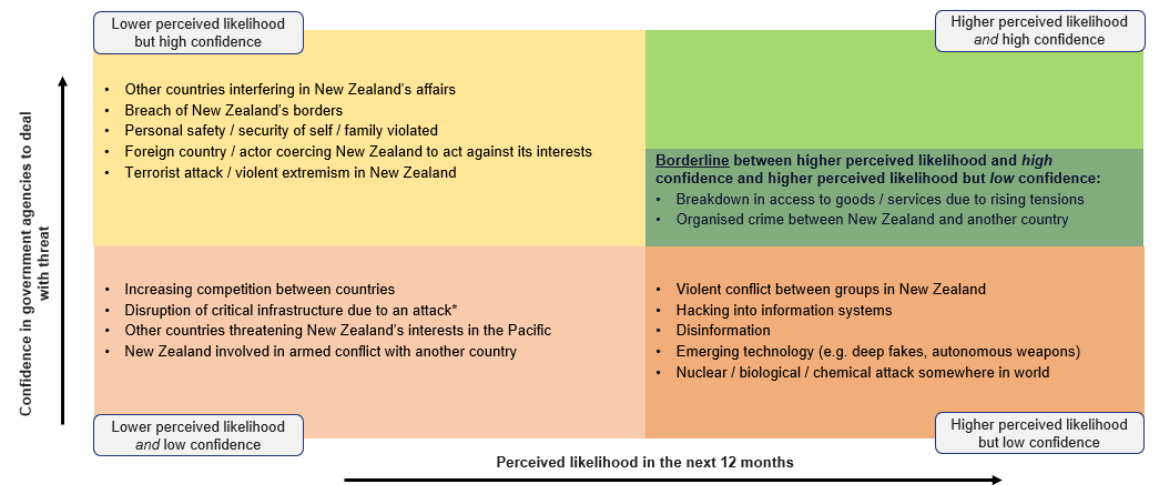 Lower perceived likelihood
but high confidence
Higher perceived likelihood
and high confidence
Confidence in government agencies to deal
with threat
• Other countries interfering in New Zealand's affairs
• Breach of New Zealand's borders
• Personal safety / security of self / family violated
• Foreign country / actor coercing New Zealand to act against its interests
• Terrorist attack / violent extremism in New Zealand
Borderline between higher perceived likelihood and high
confidence and higher perceived likelihood but low confidence:
• Breakdown in access to goods / services due to rising tensions
• Organised crime between New Zealand and another country
• Increasing competition between countries
• Disruption of critical infrastructure due to an attack*
• Other countries threatening New Zealand's interests in the Pacific
• New Zealand involved in armed conflict with another country
• Violent conflict between groups in New Zealand
• Hacking into information systems
• Disinformation
• Emerging technology (e.g. deep fakes, autonomous weapons)
• Nuclear / biological / chemical attack somewhere in world
Lower perceived likelihood
and low confidence
Higher perceived likelihood
but low confidence
Perceived likelihood in the next 12 months